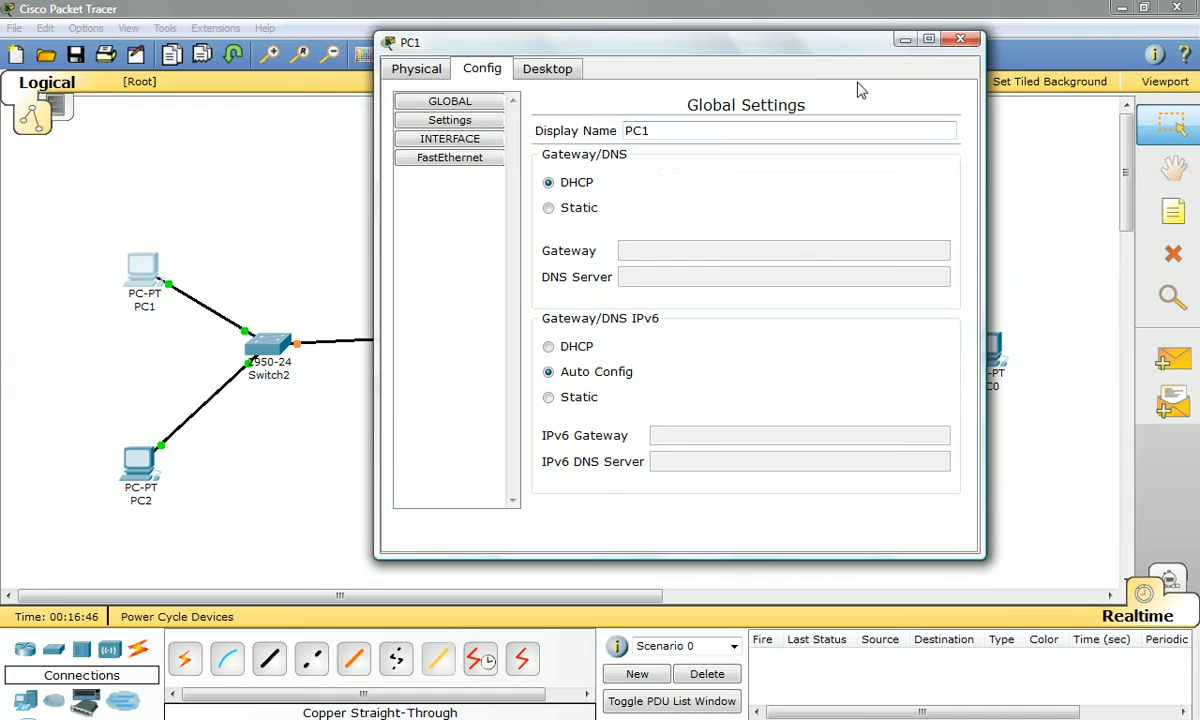 Cisco Packet Tracer
File Edit Options View Tools Extensions Help
Logical
[Root]
Set Tiled Background
Viewport
PC1
Physical
Config
Desktop
GLOBAL
Settings
INTERFACE
FastEthernet
Global Settings
Display Name PC1
Gateway/DNS
DHCP
Static
Gateway
DNS Server
Gateway/DNS IPv6
DHCP
Auto Config
Static
IPv6 Gateway
IPv6 DNS Server
PC-PT
PC1
2950-24
Switch2
PC-PT
PC2
-PT
C0
Time: 00:16:46
Power Cycle Devices
Realtime
Connections
Copper Straight-Through
Scenario 0
New
Delete
Toggle PDU List Window
Fire Last Status Source Destination Type Color Time (sec) Periodic